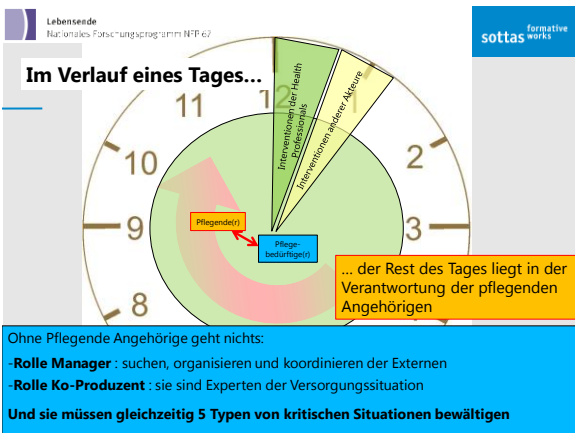 Lebensende
Nationales Forschungsprogramm NFP 67
sottas formative works
Im Verlauf eines Tages...
11
12
1
10
2
9
3
8
Interventionen der Health
Professionals
Interventionen anderer Akteure
Pflegende(r)
Pflege-
bedürftige(r)
... der Rest des Tages liegt in der
Verantwortung der pflegenden
Angehörigen
Ohne Pflegende Angehörige geht nichts:
-Rolle Manager : suchen, organisieren und koordinieren der Externen
-Rolle Ko-Produzent : sie sind Experten der Versorgungssituation
Und sie müssen gleichzeitig 5 Typen von kritischen Situationen bewältigen